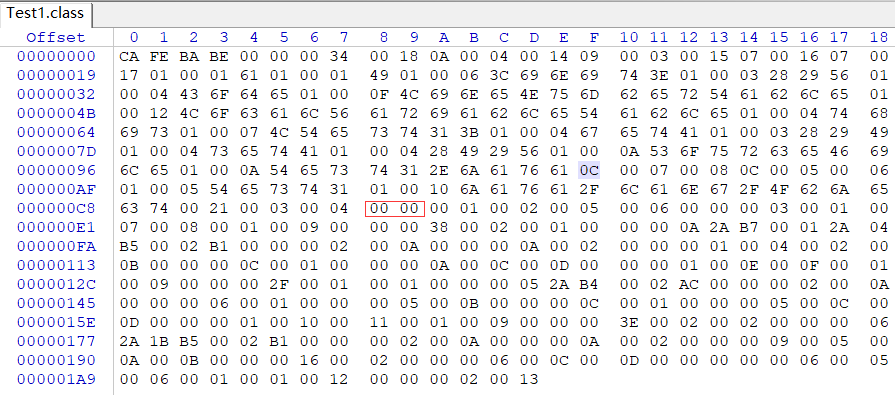 Test1.class
Offset 0 1 2 3 4 5 6 7 8 9 A B C D E F 10 11 12 13 14 15 16 17 18
00000000 CA FE BA BE 00 00 00 34 00 18 0A 00 04 00 14 09 00 03 00 15 07 00 16 07 00
00000019 17 01 00 01 61 01 00 01 49 01 00 06 3C 69 6E 69 74 3E 01 00 03 28 29 56 01
00000032 00 04 43 6F 64 65 01 00 0F 4C 69 6E 65 4E 75 6D 62 65 72 54 61 62 6C 65 01
0000004B 00 12 4C 6F 63 61 6C 56 61 72 69 61 62 6C 65 54 61 62 6C 65 01 00 04 74 68
00000064 69 73 01 00 07 4C 54 65 73 74 31 3B 01 00 04 67 65 74 41 01 00 03 28 29 49
0000007D 01 00 04 73 65 74 41 01 00 04 28 49 29 56 01 00 0A 53 6F 75 72 63 65 46 69
00000096 6C 65 01 00 0A 54 65 73 74 31 2E 6A 61 76 61 0C 00 07 00 08 0C 00 05 00 06
000000AF 01 00 05 54 65 73 74 31 01 00 10 6A 61 76 61 2F 6C 61 6E 67 2F 4F 62 6A 65
000000C8 63 74 00 21 00 03 00 04 00 00 00 01 00 02 00 05 00 06 00 00 00 03 00 01 00
000000E1 07 00 08 00 01 00 09 00 00 00 38 00 02 00 01 00 00 00 0A 2A B7 00 01 2A 04
000000FA B5 00 02 B1 00 00 00 02 00 0A 00 00 00 0A 00 02 00 00 00 01 00 04 00 02 00
00000113 0B 00 00 00 0C 00 01 00 00 00 0A 00 0C 00 0D 00 00 00 01 00 0E 00 0F 00 01
0000012C 00 09 00 00 00 2F 00 01 00 01 00 00 00 05 2A B4 00 02 AC 00 00 00 02 00 0A
00000145 00 00 00 06 00 01 00 00 00 05 00 0B 00 00 00 0C 00 01 00 00 00 05 00 0C 00
0000015E 0D 00 00 00 01 00 10 00 11 00 01 00 09 00 00 00 3E 00 02 00 02 00 00 00 06
00000177 2A 1B B5 00 02 B1 00 00 00 02 00 0A 00 00 00 0A 00 02 00 00 00 09 00 05 00
00000190 0A 00 0B 00 00 00 16 00 02 00 00 00 06 00 0C 00 0D 00 00 00 00 00 06 00 05
000001A9 00 06 00 01 00 01 00 12 00 00 00 02 00 13